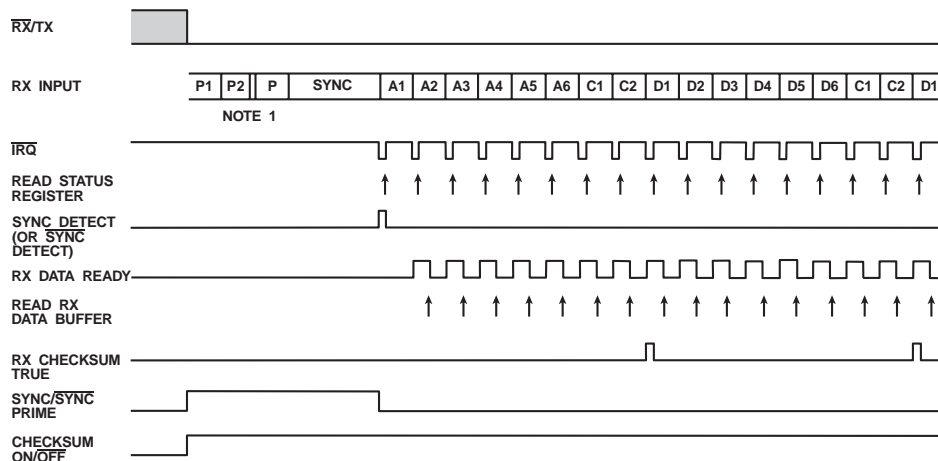 RX/TX
RX INPUT
P1 P2 P SYNC A1 A2 A3 A4 A5 A6 C1 C2 D1 D2 D3 D4 D5 D6 C1 C2 D1
NOTE 1
IRQ
READ STATUS
REGISTER
SYNC DETECT
(OR SYNC
DETECT)
RX DATA READY
READ RX
DATA BUFFER
RX CHECKSUM
TRUE
SYNC/SYNC
PRIME
CHECKSUM
ON/OFF